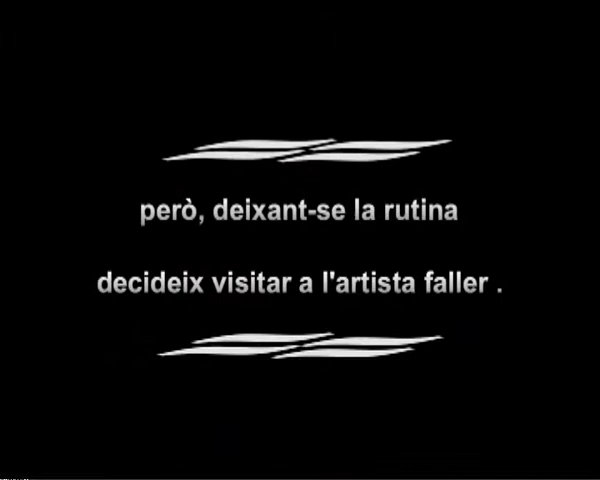 però, deixant-se la rutina
decideix visitar a l'artista faller .